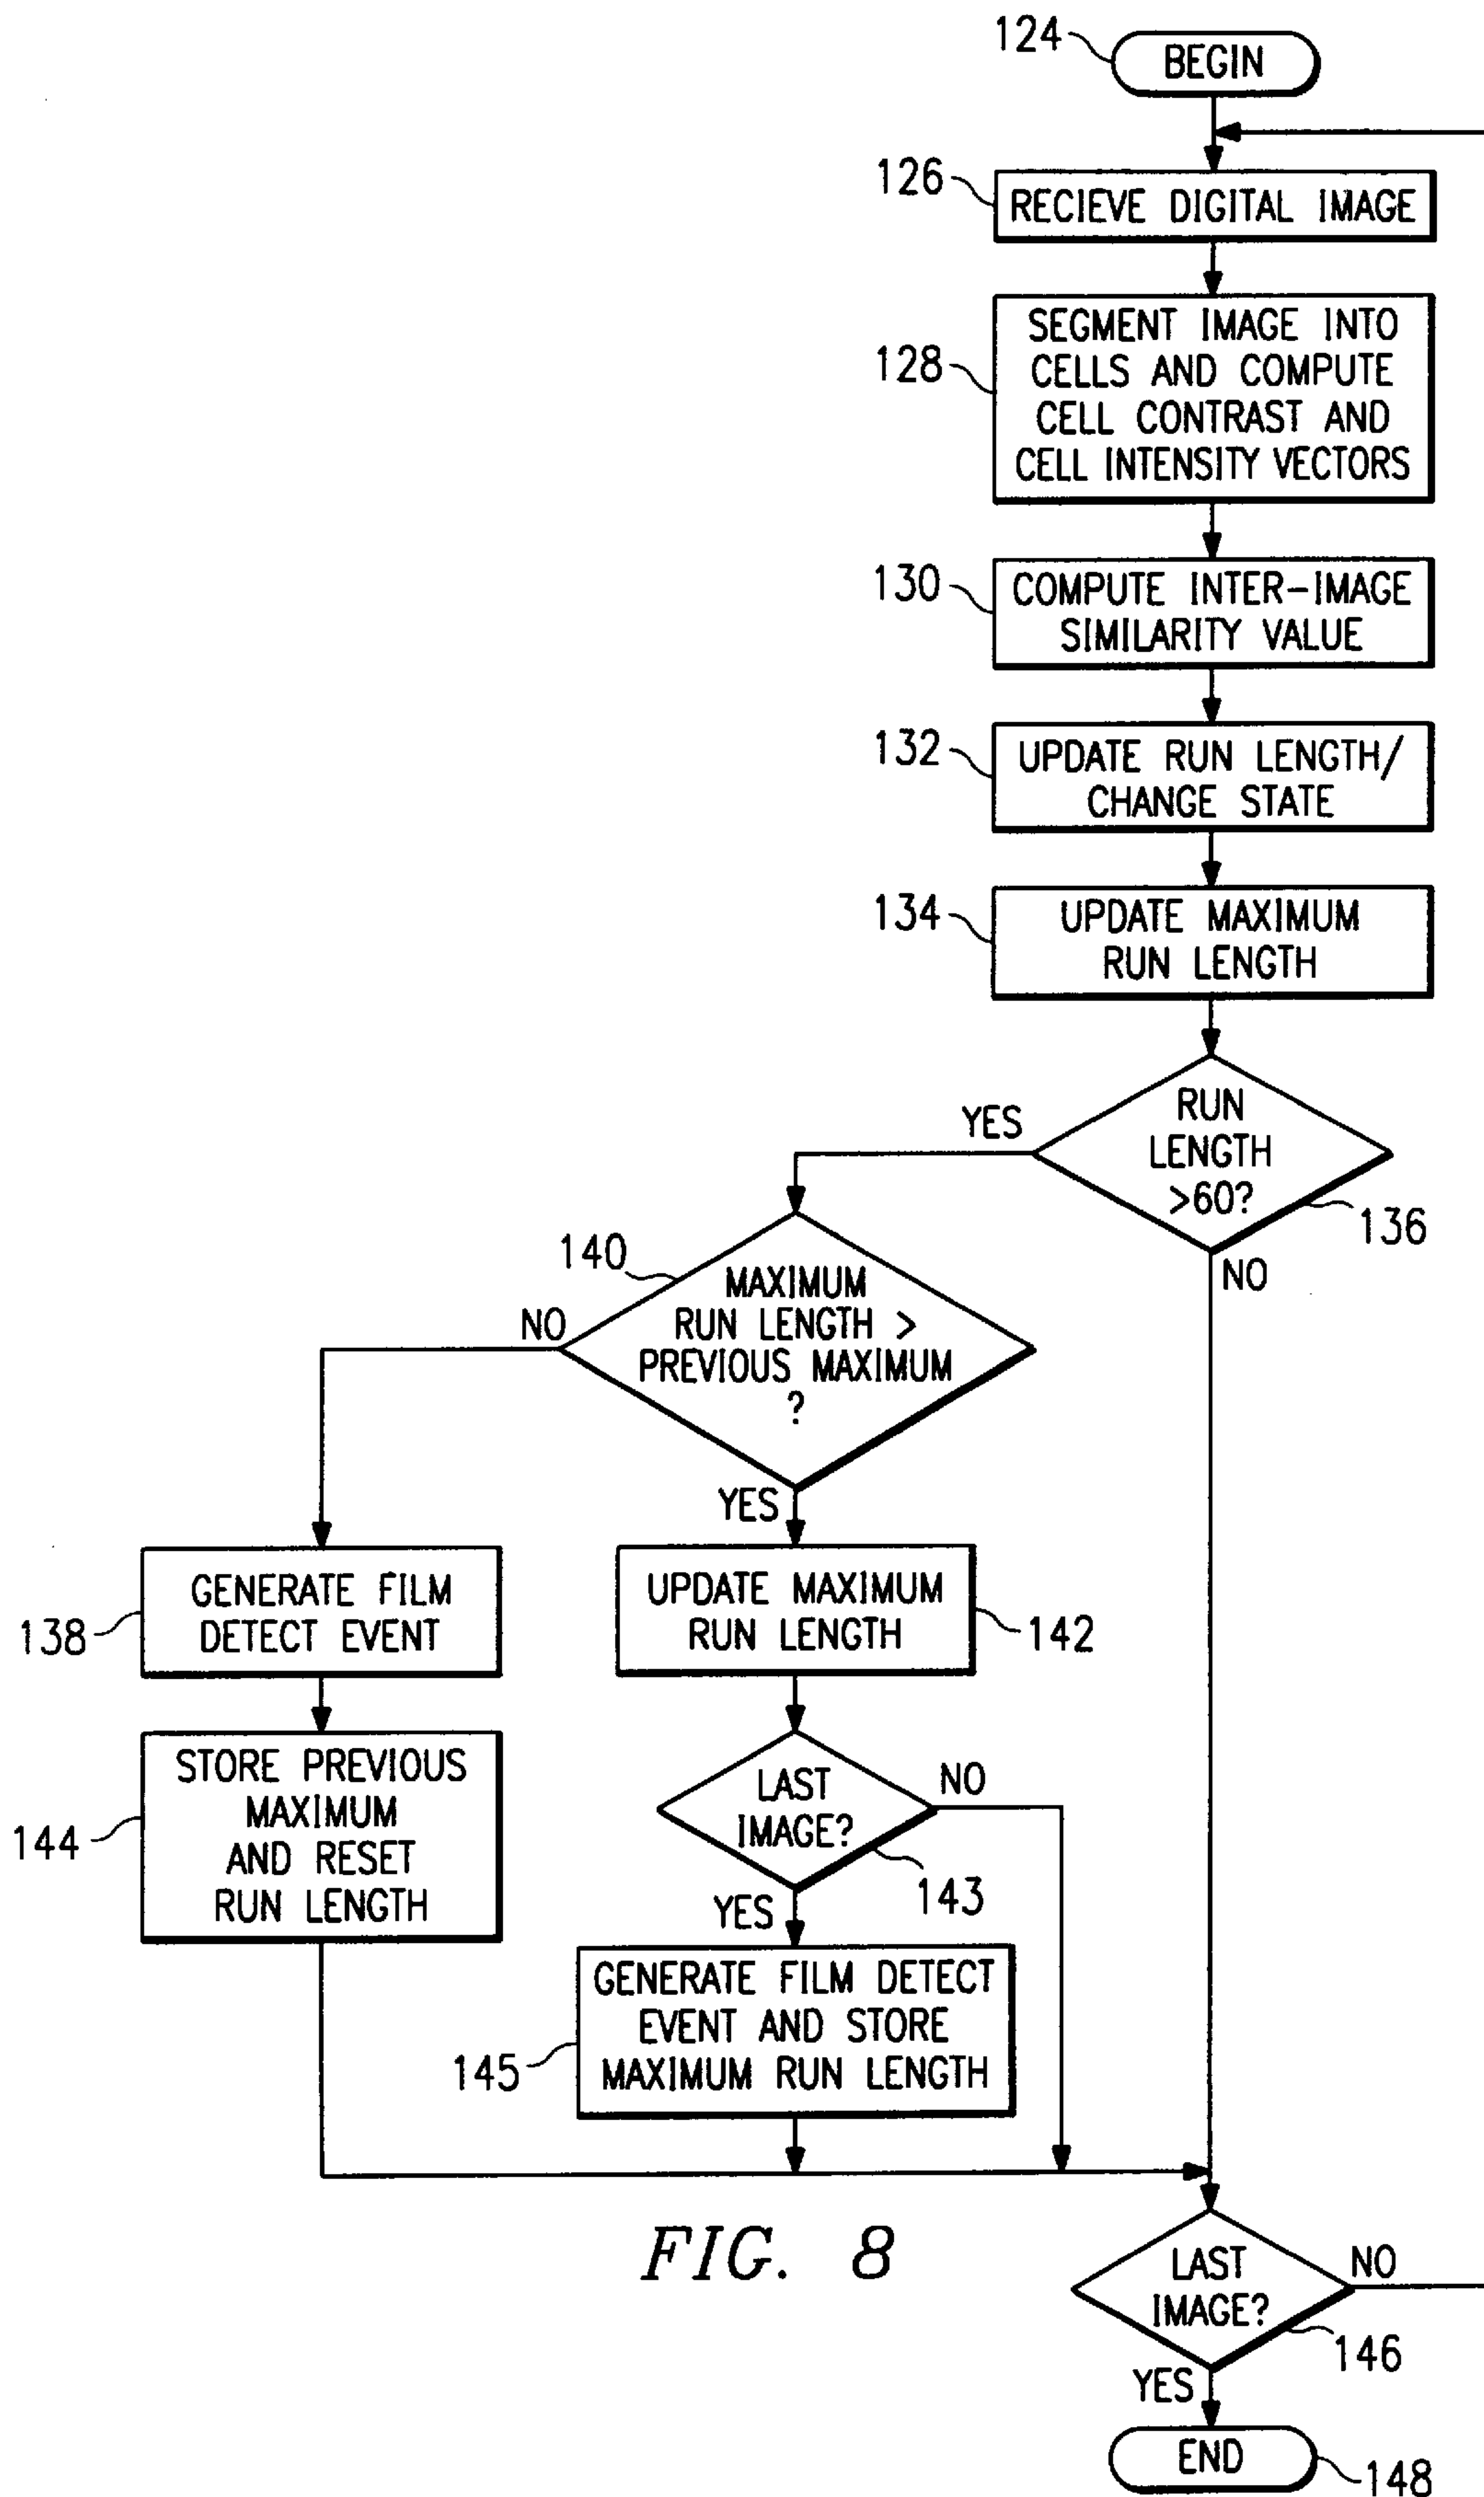 124
BEGIN
126
RECIEVE DIGITAL IMAGE
128
SEGMENT IMAGE INTO
CELLS AND COMPUTE
CELL CONTRAST AND
CELL INTENSITY VECTORS
130
COMPUTE INTER-IMAGE
SIMILARITY VALUE
132
UPDATE RUN LENGTH/
CHANGE STATE
134
UPDATE MAXIMUM
RUN LENGTH
RUN
LENGTH
>60?
136
YES
NO
140
MAXIMUM
RUN LENGTH >
PREVIOUS MAXIMUM
?
NO
YES
GENERATE FILM
DETECT EVENT
138
UPDATE MAXIMUM
RUN LENGTH
142
STORE PREVIOUS
MAXIMUM
AND RESET
RUN LENGTH
144
LAST
IMAGE?
NO
143
YES
GENERATE FILM DETECT
EVENT AND STORE
MAXIMUM RUN LENGTH
145
FIG. 8
LAST
IMAGE?
NO
146
YES
END
148